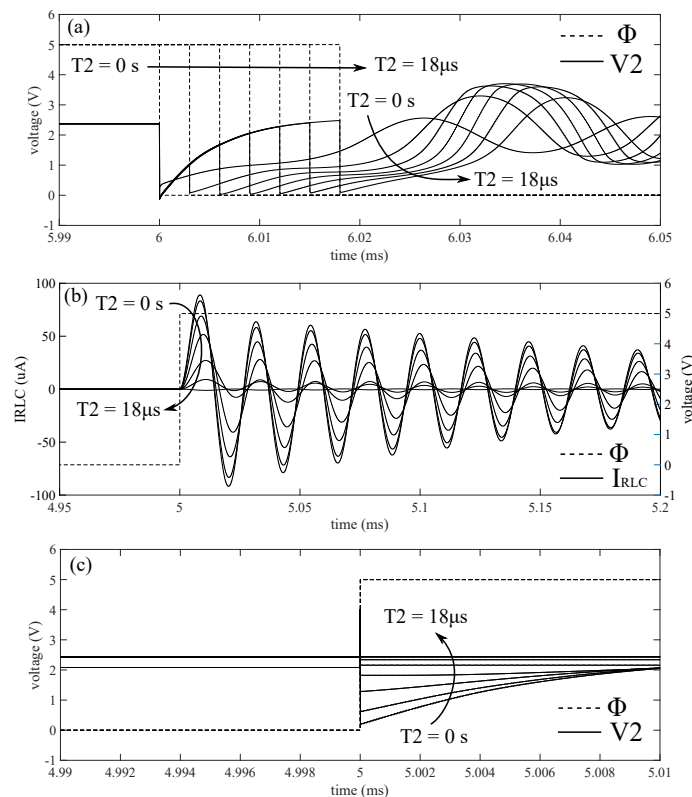 (a)
Φ
V2
T2 = 0 s
T2 = 18μs
T2 = 0 s
T2 = 18μs
voltage (V)
6
5
4
3
2
1
0
-1
5.99 6 6.01 6.02 6.03 6.04 6.05
time (ms)
(b)
T2 = 0 s
T2 = 18μs
Φ
IRLC
IRLC (uA)
100
50
0
-50
-100
voltage (V)
6
5
4
3
2
1
0
-1
4.95 5 5.05 5.1 5.15 5.2
time (ms)
(c)
T2 = 18μs
T2 = 0 s
Φ
V2
voltage (V)
6
5
4
3
2
1
0
-1
4.99 4.992 4.994 4.996 4.998 5 5.002 5.004 5.006 5.008 5.01
time (ms)